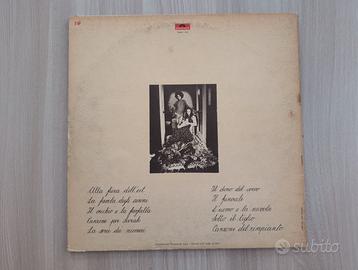 Alla fiera dell'est
La favola degli aironi
Il vecchio e la farfalla
Canzone per Sarah
La serie dei numeri
Il dono del cervo
Il funerale
L'uomo e la nuvola
Sotto il tiglio
Canzone del rimpianto
subito